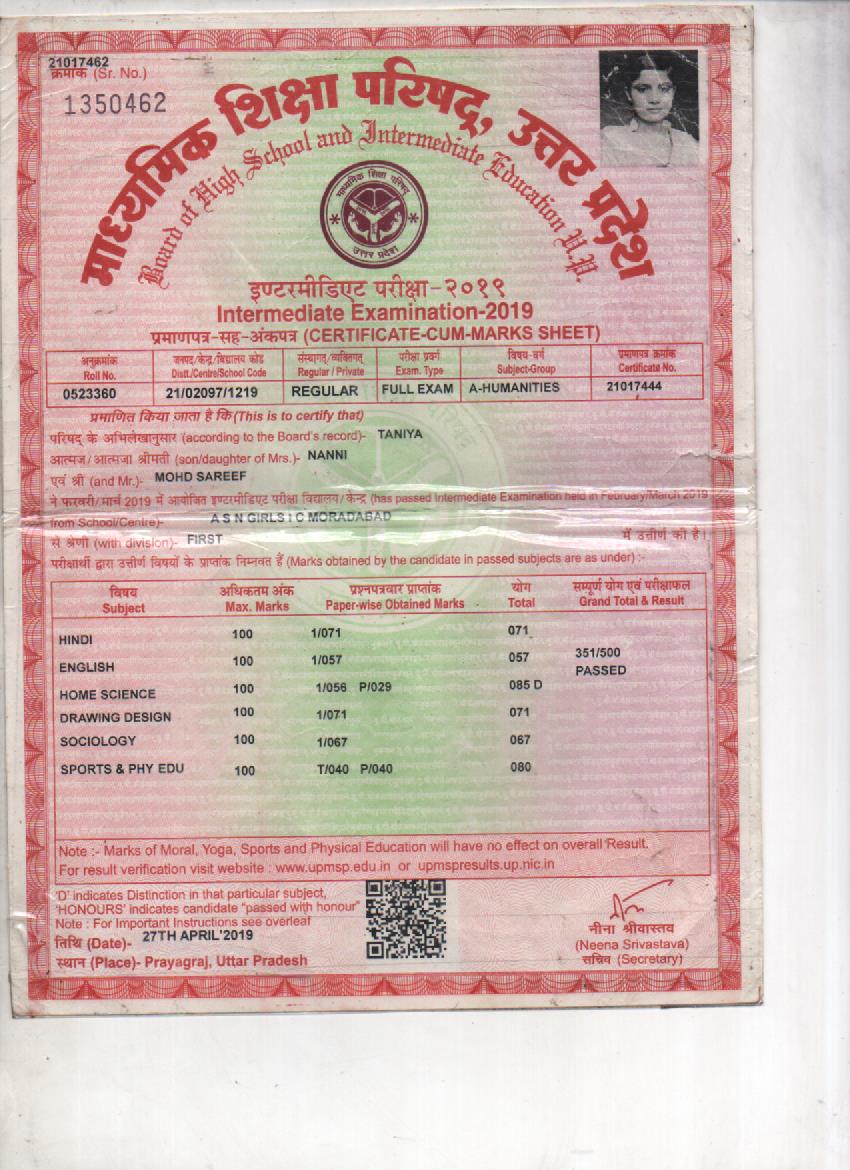 21017462
क्रमांक (Sr. No.)
1350462
माध्यमिक शिक्षा परिषद्, उत्तर प्रदेश
Board of High School and Intermediate Education U.P.
माध्यमिक शिक्षा परिषद्
उत्तर प्रदेश
इण्टरमीडिएट परीक्षा-२०१९
Intermediate Examination-2019
प्रमाणपत्र-सह-अंकपत्र (CERTIFICATE-CUM-MARKS SHEET)
अनुक्रमांक जनपद/केन्द्र/विद्यालय कोड संस्थागत्/व्यक्तिगत् परीक्षा प्रवर्ग विषय-वर्ग प्रमाणपत्र क्रमांक
Roll No. Distt./Centre/School Code Regular / Private Exam. Type Subject-Group Certificate No.
0523360 21/02097/1219 REGULAR FULL EXAM A-HUMANITIES 21017444
प्रमाणित किया जाता है कि (This is to certify that)
परिषद् के अभिलेखानुसार (according to the Board's record)- TANIYA
आत्मज/आत्मजा श्रीमती (son/daughter of Mrs.)- NANNI
एवं श्री (and Mr.)- MOHD SAREEF
ने फरवरी/मार्च 2019 में आयोजित इण्टरमीडिएट परीक्षा विद्यालय/केन्द्र (has passed Intermediate Examination held in February/March 2019
from School/Centre)- A S N GIRLS I C MORADABAD
से श्रेणी (with division)- FIRST में उत्तीर्ण की है।
परीक्षार्थी द्वारा उत्तीर्ण विषयों के प्राप्तांक निम्नवत हैं (Marks obtained by the candidate in passed subjects are as under) :-
विषय अधिकतम अंक प्रश्नपत्रवार प्राप्तांक योग सम्पूर्ण योग एवं परीक्षाफल
Subject Max. Marks Paper-wise Obtained Marks Total Grand Total & Result
HINDI 100 1/071 071
ENGLISH 100 1/057 057 351/500
PASSED
HOME SCIENCE 100 1/056 P/029 085 D
DRAWING DESIGN 100 1/071 071
SOCIOLOGY 100 1/067 067
SPORTS & PHY EDU 100 T/040 P/040 080
Note :- Marks of Moral, Yoga, Sports and Physical Education will have no effect on overall Result.
For result verification visit website : www.upmsp.edu.in or upmspresults.up.nic.in
'D' indicates Distinction in that particular subject,
'HONOURS' indicates candidate "passed with honour"
Note : For Important Instructions see overleaf
तिथि (Date)- 27TH APRIL'2019
स्थान (Place)- Prayagraj, Uttar Pradesh
नीना श्रीवास्तव
(Neena Srivastava)
सचिव (Secretary)